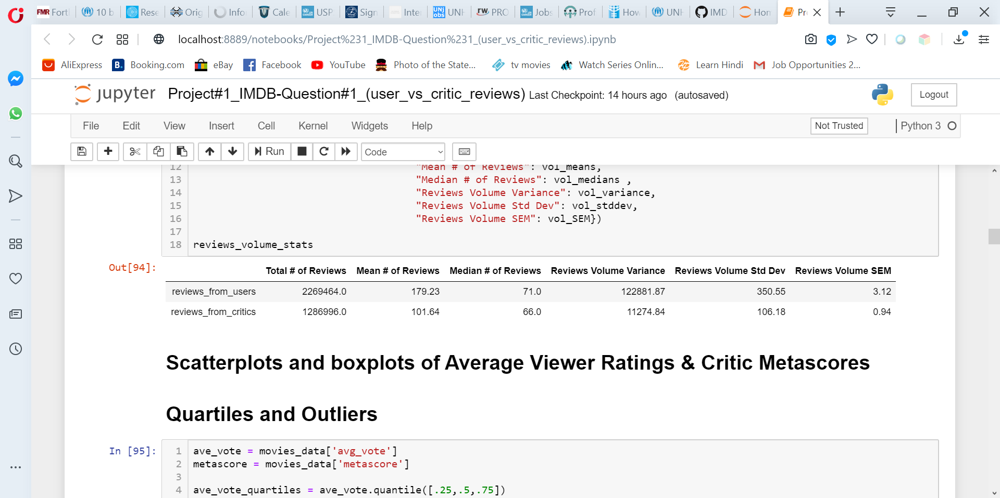 FMR Fort 10 b Rese Orig Info Cale USP Sign Inte UNjobs UNH rw PRO Jobs Prof How UNH IMD Hon Pr
localhost:8889/notebooks/Project%231_IMDB-Question%231_(user_vs_critic_reviews).ipynb
AliExpress B. Booking.com eBay Facebook YouTube Photo of the State... tv movies Watch Series Onlin... Learn Hindi Job Opportunities 2...
jupyter Project#1_IMDB-Question#1_(user_vs_critic_reviews) Last Checkpoint: 14 hours ago (autosaved) Logout
File Edit View Insert Cell Kernel Widgets Help Not Trusted Python 3
Run Code
12 "Mean # of Reviews": vol_means,
13 "Median # of Reviews": vol_medians ,
14 "Reviews Volume Variance": vol_variance,
15 "Reviews Volume Std Dev": vol_stddev,
16 "Reviews Volume SEM": vol_SEM})
17
18 reviews_volume_stats
Out[94]:
Total # of Reviews Mean # of Reviews Median # of Reviews Reviews Volume Variance Reviews Volume Std Dev Reviews Volume SEM
reviews_from_users 2269464.0 179.23 71.0 122881.87 350.55 3.12
reviews_from_critics 1286996.0 101.64 66.0 11274.84 106.18 0.94
Scatterplots and boxplots of Average Viewer Ratings & Critic Metascores
Quartiles and Outliers
In [95]: 1 ave_vote = movies_data['avg_vote']
2 metascore = movies_data['metascore']
3
4 ave_vote_quartiles = ave_vote.quantile([.25,.5,.75])